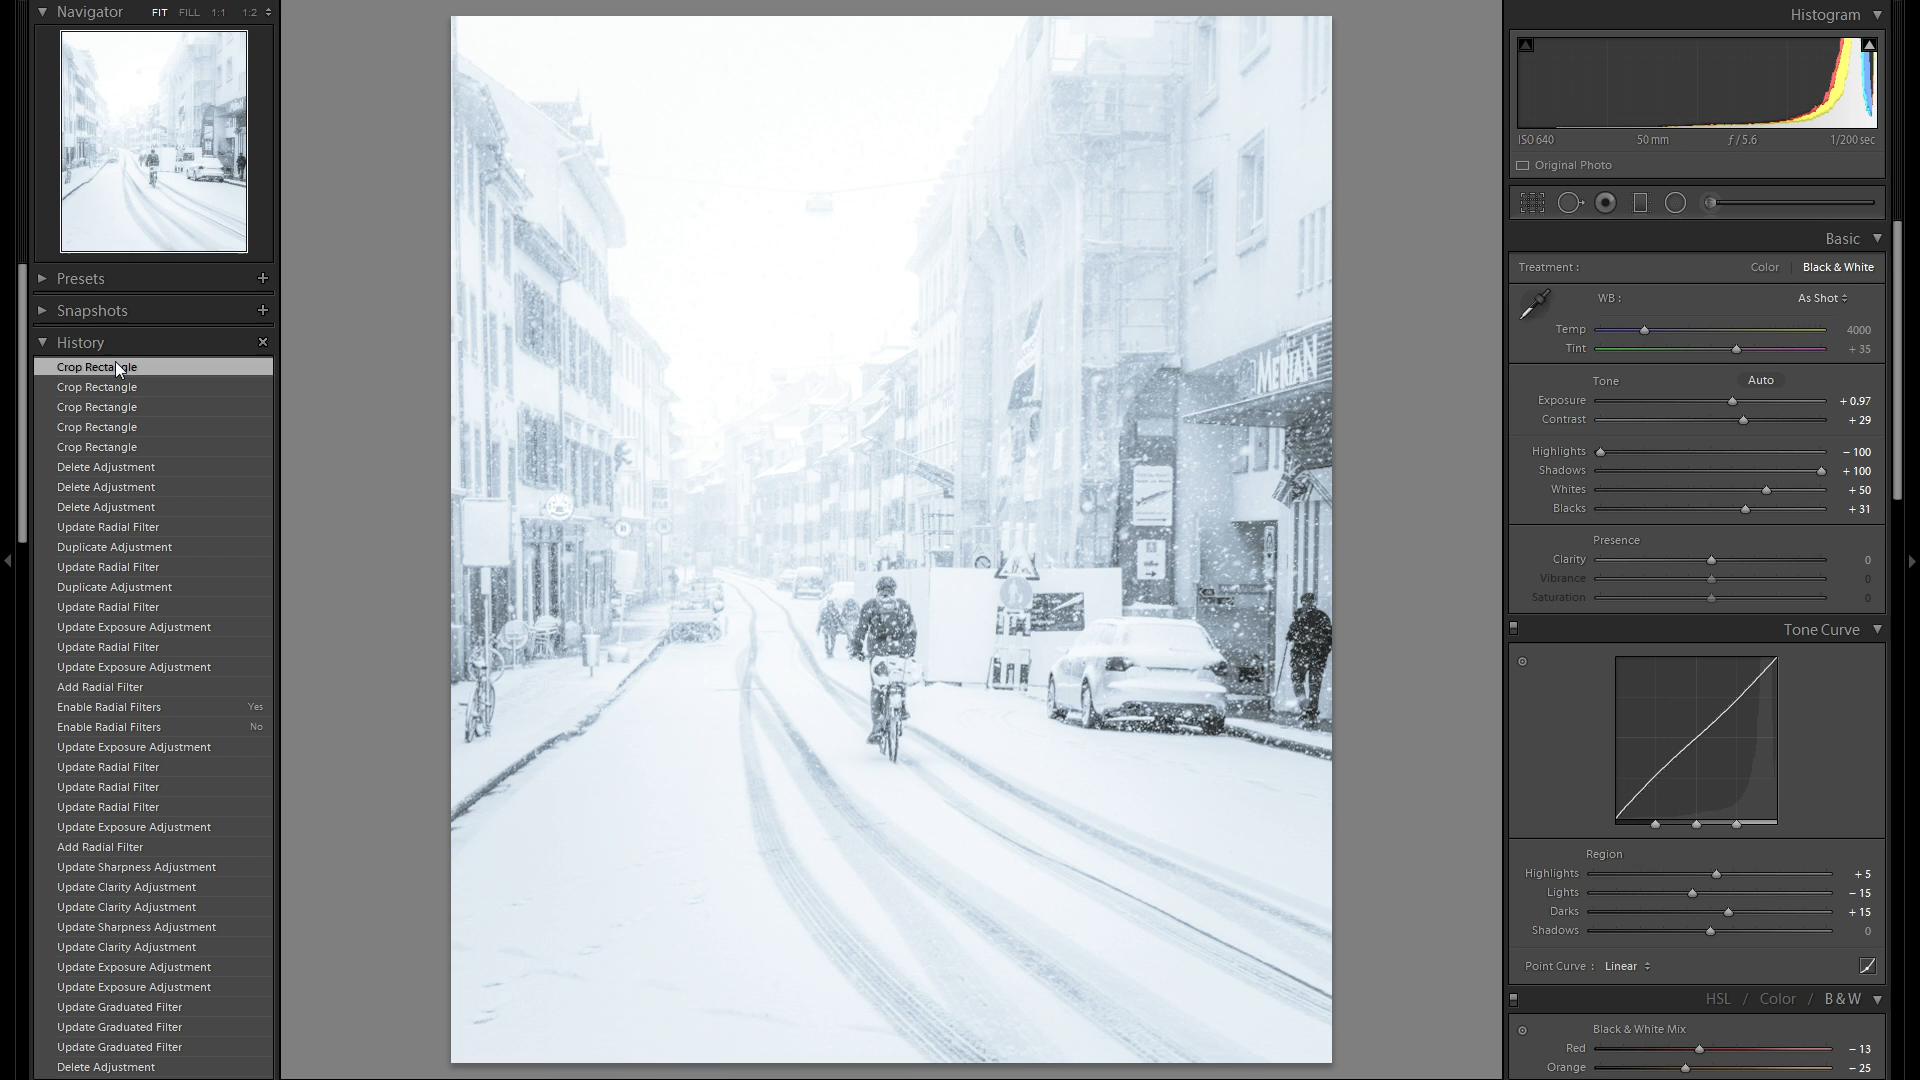 Navigator FIT FILL 1:1 1:2
Presets
Snapshots
History
Crop Rectangle
Crop Rectangle
Crop Rectangle
Crop Rectangle
Crop Rectangle
Delete Adjustment
Delete Adjustment
Delete Adjustment
Update Radial Filter
Duplicate Adjustment
Update Radial Filter
Duplicate Adjustment
Update Radial Filter
Update Exposure Adjustment
Update Radial Filter
Update Exposure Adjustment
Add Radial Filter
Enable Radial Filters Yes
Enable Radial Filters No
Update Exposure Adjustment
Update Radial Filter
Update Radial Filter
Update Radial Filter
Update Exposure Adjustment
Add Radial Filter
Update Sharpness Adjustment
Update Clarity Adjustment
Update Clarity Adjustment
Update Sharpness Adjustment
Update Clarity Adjustment
Update Exposure Adjustment
Update Exposure Adjustment
Update Graduated Filter
Update Graduated Filter
Update Graduated Filter
Delete Adjustment
MERIAN
Histogram
ISO 640 50 mm ƒ / 5.6 1/200 sec
Original Photo
Basic
Treatment : Color Black & White
WB : As Shot
Temp 4000
Tint + 35
Tone Auto
Exposure + 0.97
Contrast + 29
Highlights − 100
Shadows + 100
Whites + 50
Blacks + 31
Presence
Clarity 0
Vibrance 0
Saturation 0
Tone Curve
Region
Highlights + 5
Lights − 15
Darks + 15
Shadows 0
Point Curve : Linear
HSL / Color / B & W
Black & White Mix
Red − 13
Orange − 25